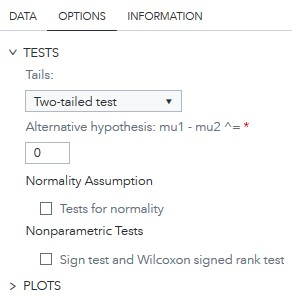 DATA OPTIONS INFORMATION
TESTS
Tails:
Two-tailed test
Alternative hypothesis: mu1 - mu2 ^= *
0
Normality Assumption
Tests for normality
Nonparametric Tests
Sign test and Wilcoxon signed rank test
PLOTS